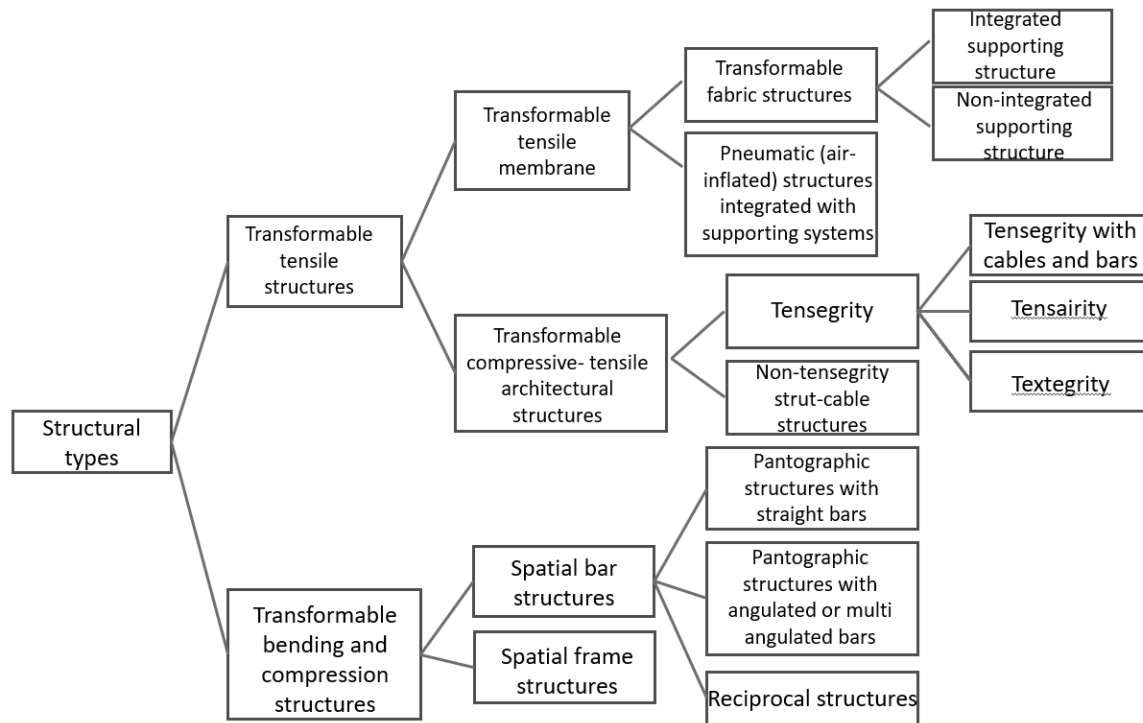 Structural
types
Transformable
tensile
structures
Transformable
bending and
compression
structures
Transformable
tensile
membrane
Transformable
compressive- tensile
architectural
structures
Spatial bar
structures
Spatial frame
structures
Transformable
fabric structures
Pneumatic (air-
inflated) structures
integrated with
supporting systems
Tensegrity
Non-tensegrity
strut-cable
structures
Pantographic
structures with
straight bars
Pantographic
structures with
angulated or multi
angulated bars
Reciprocal structures
Integrated
supporting
structure
Non-integrated
supporting
structure
Tensegrity with
cables and bars
Tensairity
Textegrity